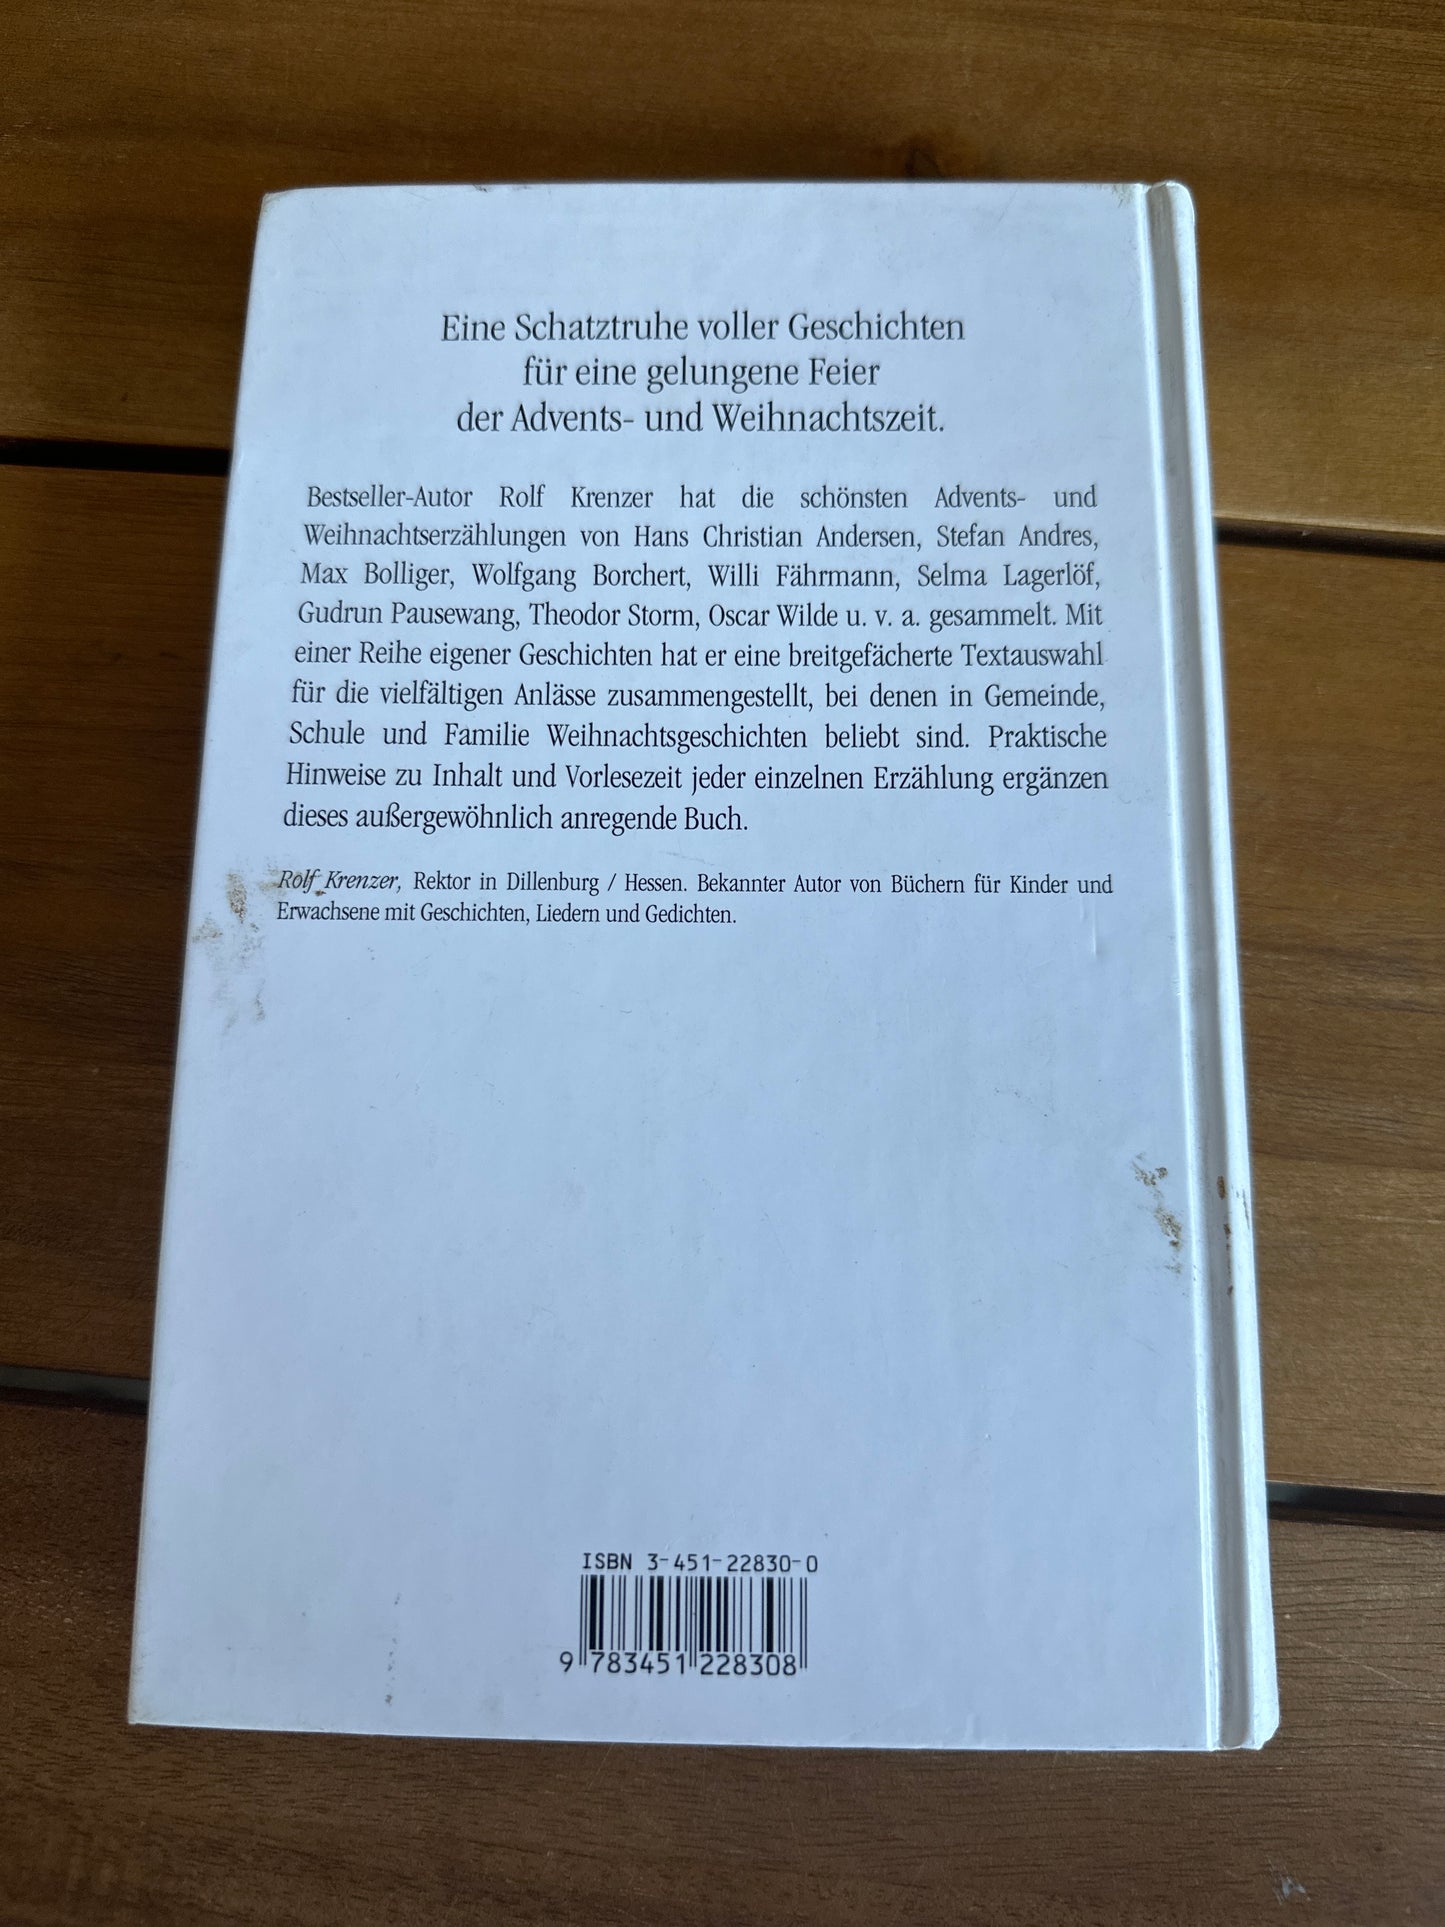 Eine Schatztruhe voller Geschichten
für eine gelungene Feier
der Advents- und Weihnachtszeit.
Bestseller-Autor Rolf Krenzer hat die schönsten Advents- und
Weihnachtserzählungen von Hans Christian Andersen, Stefan Andres,
Max Bolliger, Wolfgang Borchert, Willi Fährmann, Selma Lagerlöf,
Gudrun Pausewang, Theodor Storm, Oscar Wilde u. v. a. gesammelt. Mit
einer Reihe eigener Geschichten hat er eine breitgefächerte Textauswahl
für die vielfältigen Anlässe zusammengestellt, bei denen in Gemeinde,
Schule und Familie Weihnachtsgeschichten beliebt sind. Praktische
Hinweise zu Inhalt und Vorlesezeit jeder einzelnen Erzählung ergänzen
dieses außergewöhnlich anregende Buch.
Rolf Krenzer, Rektor in Dillenburg / Hessen. Bekannter Autor von Büchern für Kinder und
Erwachsene mit Geschichten, Liedern und Gedichten.
ISBN 3-451-22830-0
9 783451 228308